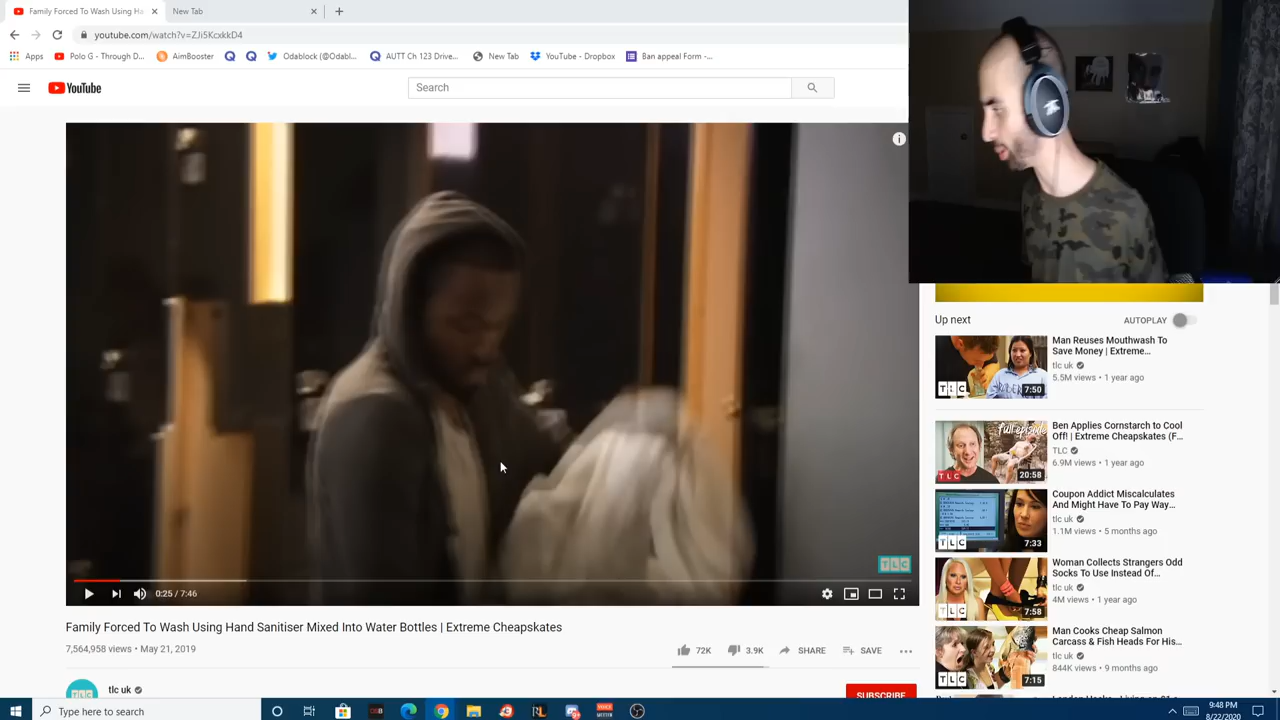 Family Forced To Wash Using Ha
New Tab
youtube.com/watch?v=ZJi5KcxkkD4
Apps
Polo G - Through D...
AimBooster
Odablock (@Odabl...
AUTT Ch 123 Drive...
New Tab
YouTube - Dropbox
Ban appeal Form -...
YouTube
Search
TLC
0:25 / 7:46
Family Forced To Wash Using Hand Sanitiser Mixed Into Water Bottles | Extreme Cheapskates
7,564,958 views • May 21, 2019
72K
3.9K
SHARE
SAVE
tlc uk
SUBSCRIBE
Up next
AUTOPLAY
Man Reuses Mouthwash To
Save Money | Extreme...
tlc uk
5.5M views • 1 year ago
TLC
7:50
Ben Applies Cornstarch to Cool
Off! | Extreme Cheapskates (F...
TLC
6.9M views • 1 year ago
full episode
TLC
20:58
Coupon Addict Miscalculates
And Might Have To Pay Way...
tlc uk
1.1M views • 5 months ago
TLC
7:33
Woman Collects Strangers Odd
Socks To Use Instead Of...
tlc uk
4M views • 1 year ago
TLC
7:58
Man Cooks Cheap Salmon
Carcass & Fish Heads For His...
tlc uk
844K views • 9 months ago
TLC
7:15
Type here to search
9:48 PM
8/22/2020